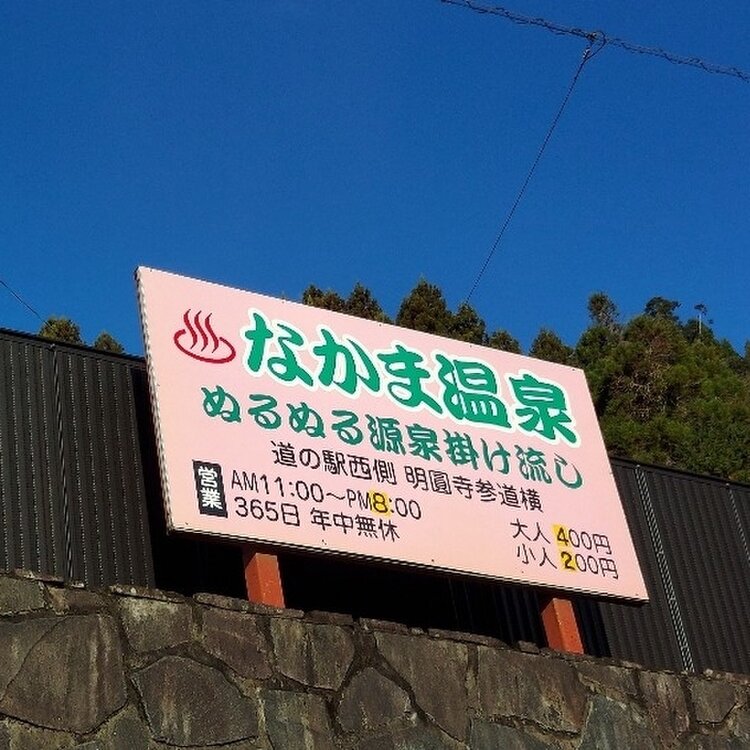 なかま温泉
ぬるぬる源泉掛け流し
道の駅西側 明圓寺参道横
営業 AM11:00～PM8:00
365日 年中無休
大人 400円
小人 200円